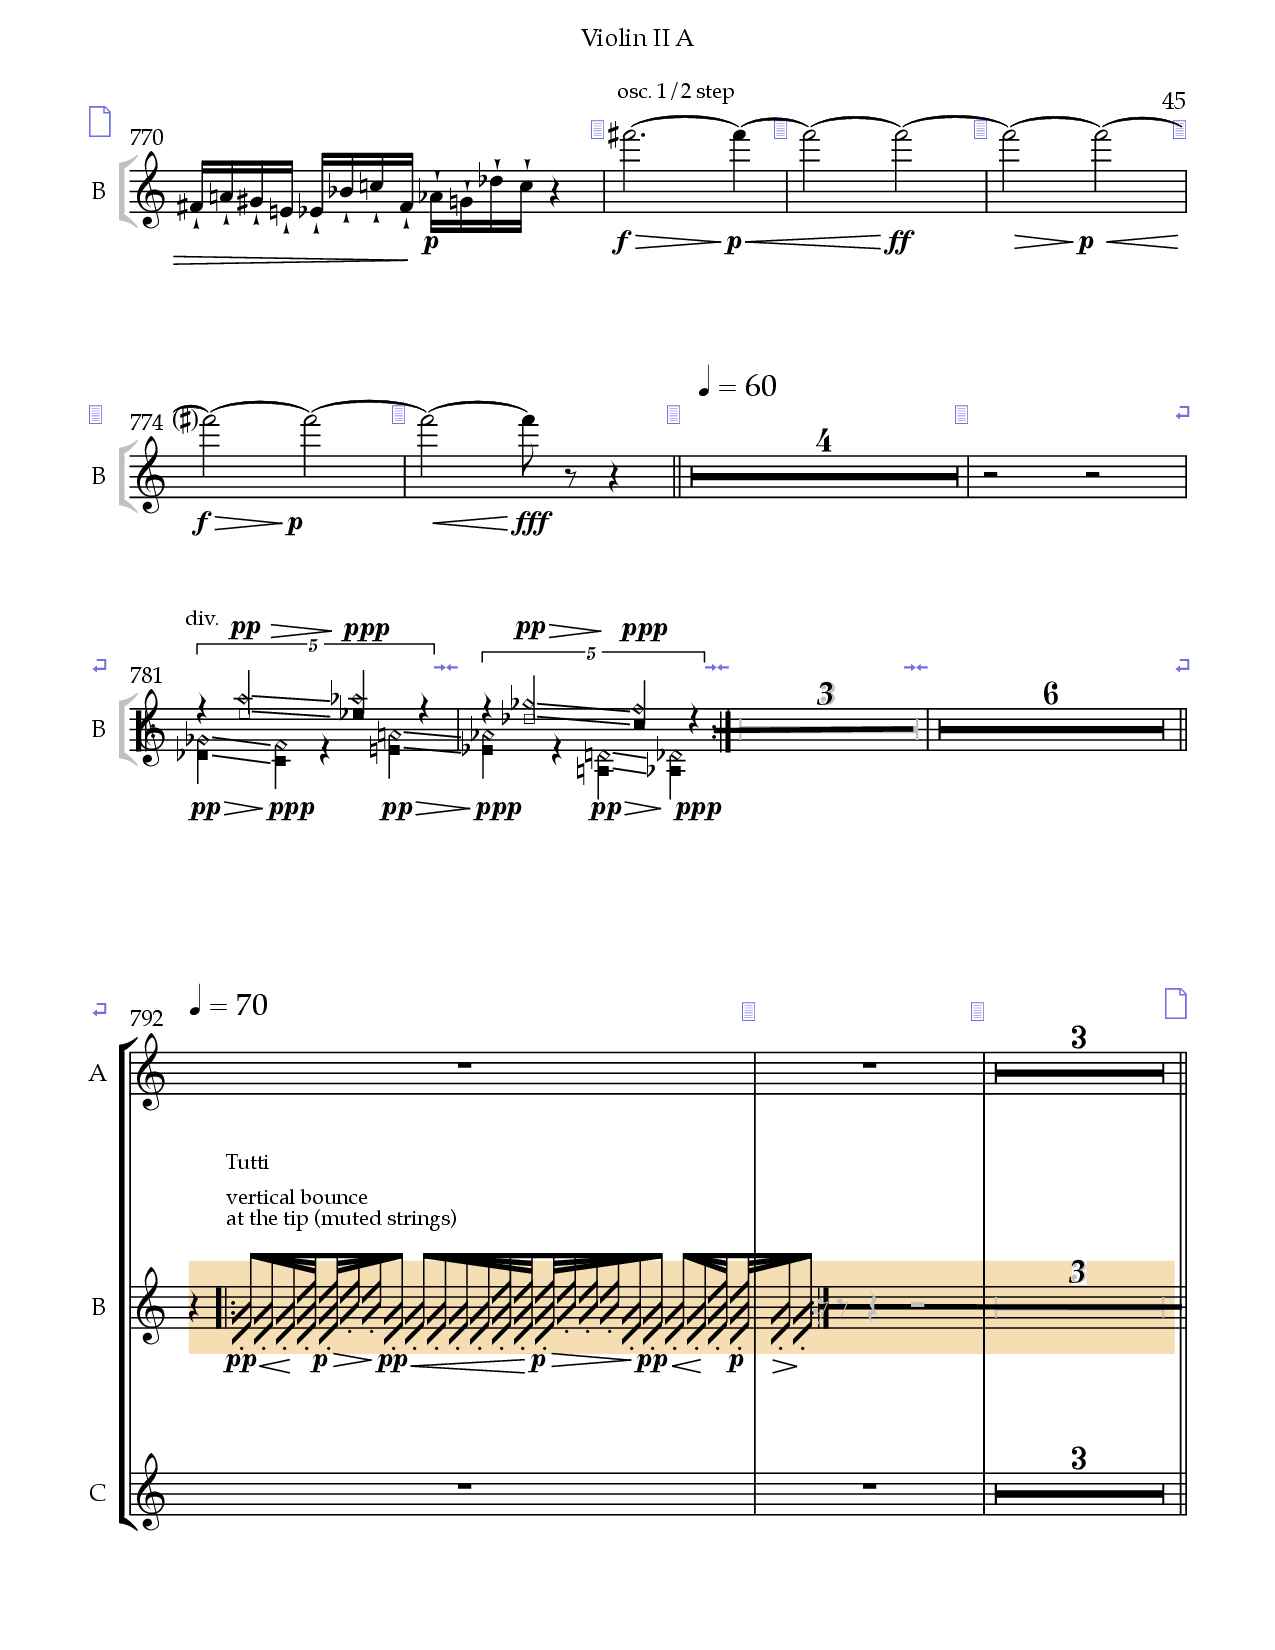 Violin II A
osc. 1/2 step
45
770
B
p
f p ff p
♩ = 60
774
4
B
f p fff
div. pp ppp pp ppp
5 5
781
3 6
B
pp ppp pp ppp pp ppp
♩ = 70
792
3
A
Tutti
vertical bounce
at the tip (muted strings)
3
B
pp p pp p pp p
3
C